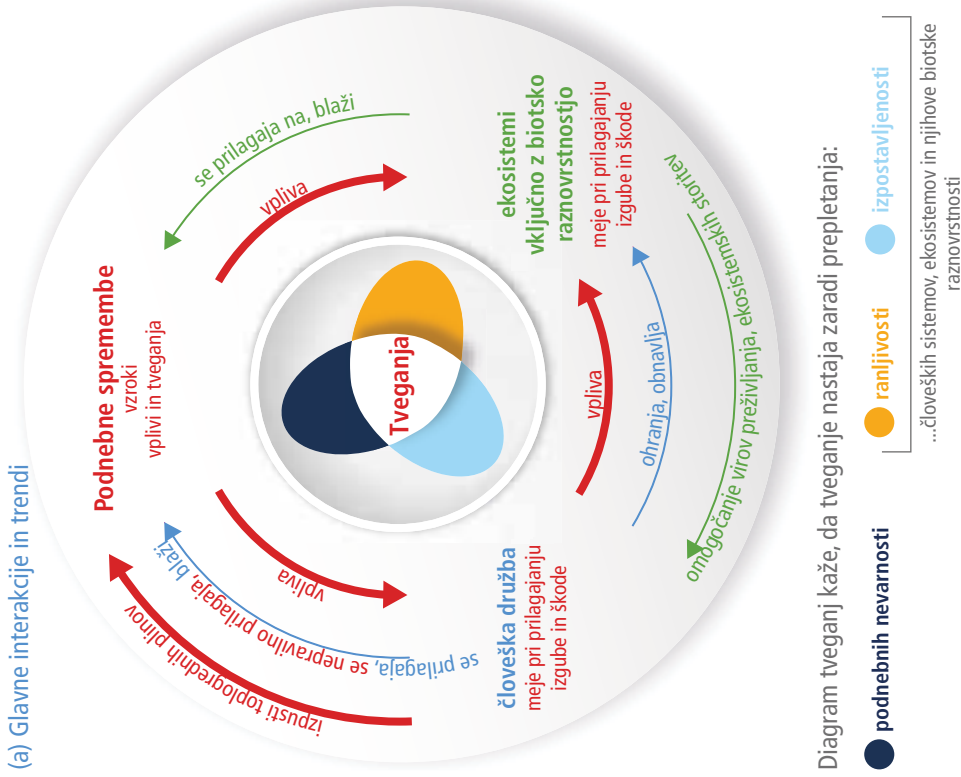 (a) Glavne interakcije in trendi
Podnebne spremembe
vzroki
vplivi in tveganja
izpusti toplogrednih plinov
se prilagaja, se nepravilno prilagaja, blaži
vpliva
vpliva
se prilagaja na, blaži
Tveganja
človeška družba
meje pri prilagajanju
izgube in škode
ekosistemi
vključno z biotsko
raznovrstnostjo
meje pri prilagajanju
izgube in škode
vpliva
ohranja, obnavlja
omogočanje virov preživljanja, ekosistemskih storitev
Diagram tveganj kaže, da tveganje nastaja zaradi prepletanja:
podnebnih nevarnosti
ranljivosti
izpostavljenosti
...človeških sistemov, ekosistemov in njihove biotske
raznovrstnosti